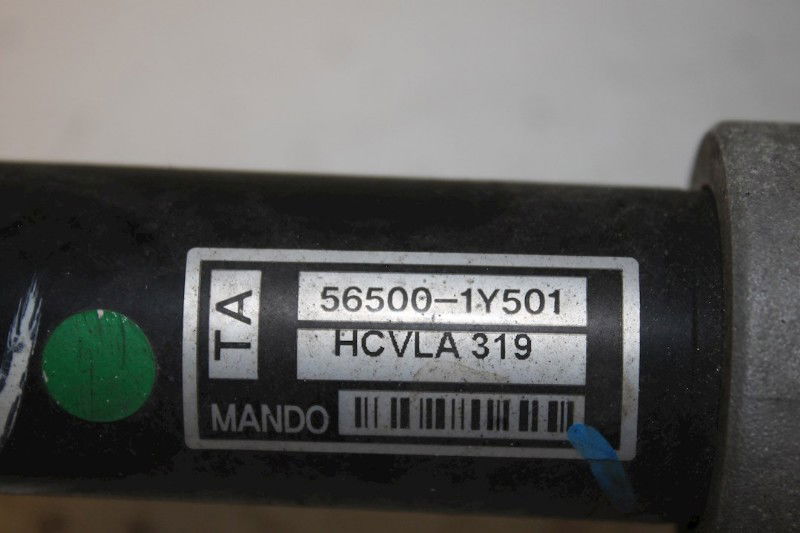 TA
56500-1Y501
HCVLA 319
MANDO